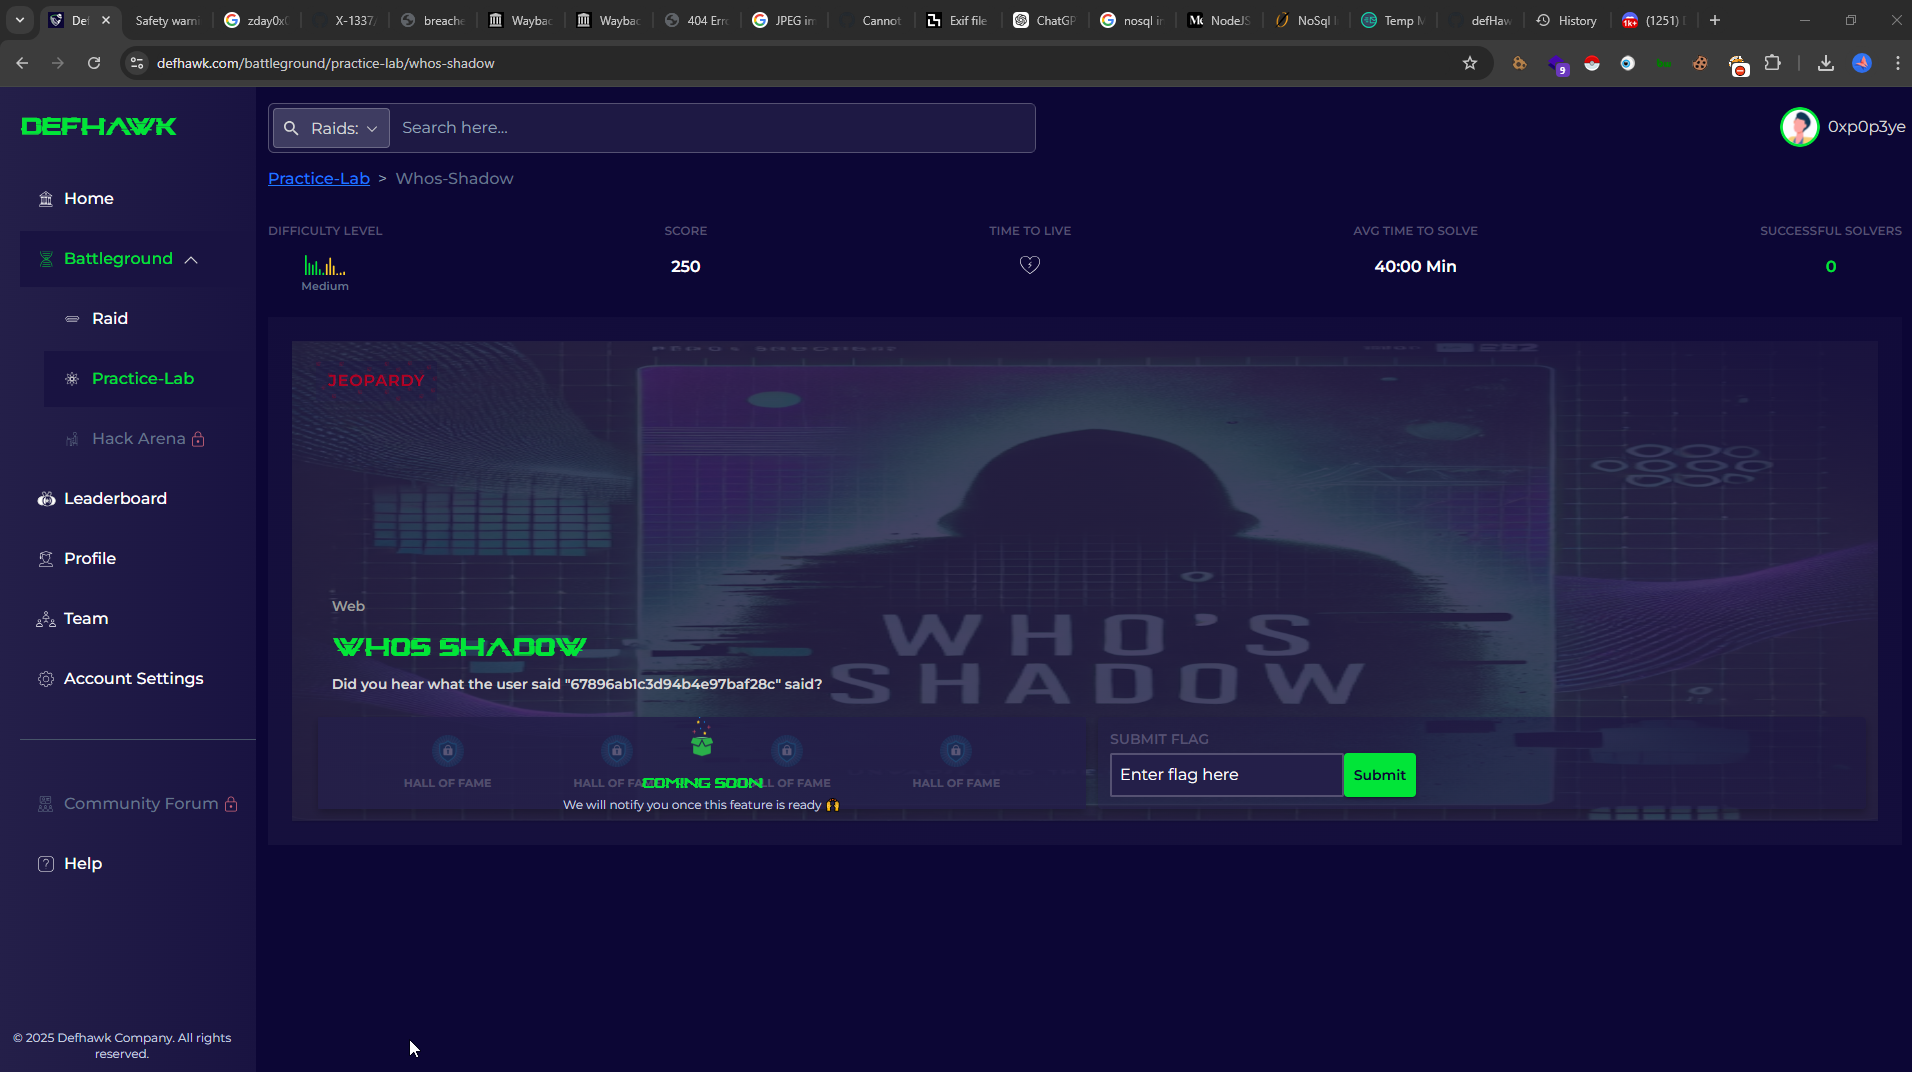 Def
Safety warni
zday0x0
X-1337/
breache
Waybac
Waybac
404 Erro
JPEG im
Cannot
Exif file
ChatGP
nosql in
NodeJS
NoSql I
Temp M
defHaw
History
(1251)
defhawk.com/battleground/practice-lab/whos-shadow
9
DEFHAWK
Raids:
Search here...
0xp0p3ye
Practice-Lab > Whos-Shadow
Home
Battleground
Raid
Practice-Lab
Hack Arena
Leaderboard
Profile
Team
Account Settings
Community Forum
Help
© 2025 Defhawk Company. All rights
reserved.
DIFFICULTY LEVEL
Medium
SCORE
250
TIME TO LIVE
AVG TIME TO SOLVE
40:00 Min
SUCCESSFUL SOLVERS
0
JEOPARDY
WHO'S
SHADOW
Web
WHOS SHADOW
Did you hear what the user said "67896ab1c3d94b4e97baf28c" said?
HALL OF FAME
HALL OF FAME
HALL OF FAME
HALL OF FAME
COMING SOON
We will notify you once this feature is ready 🙌
SUBMIT FLAG
Enter flag here
Submit